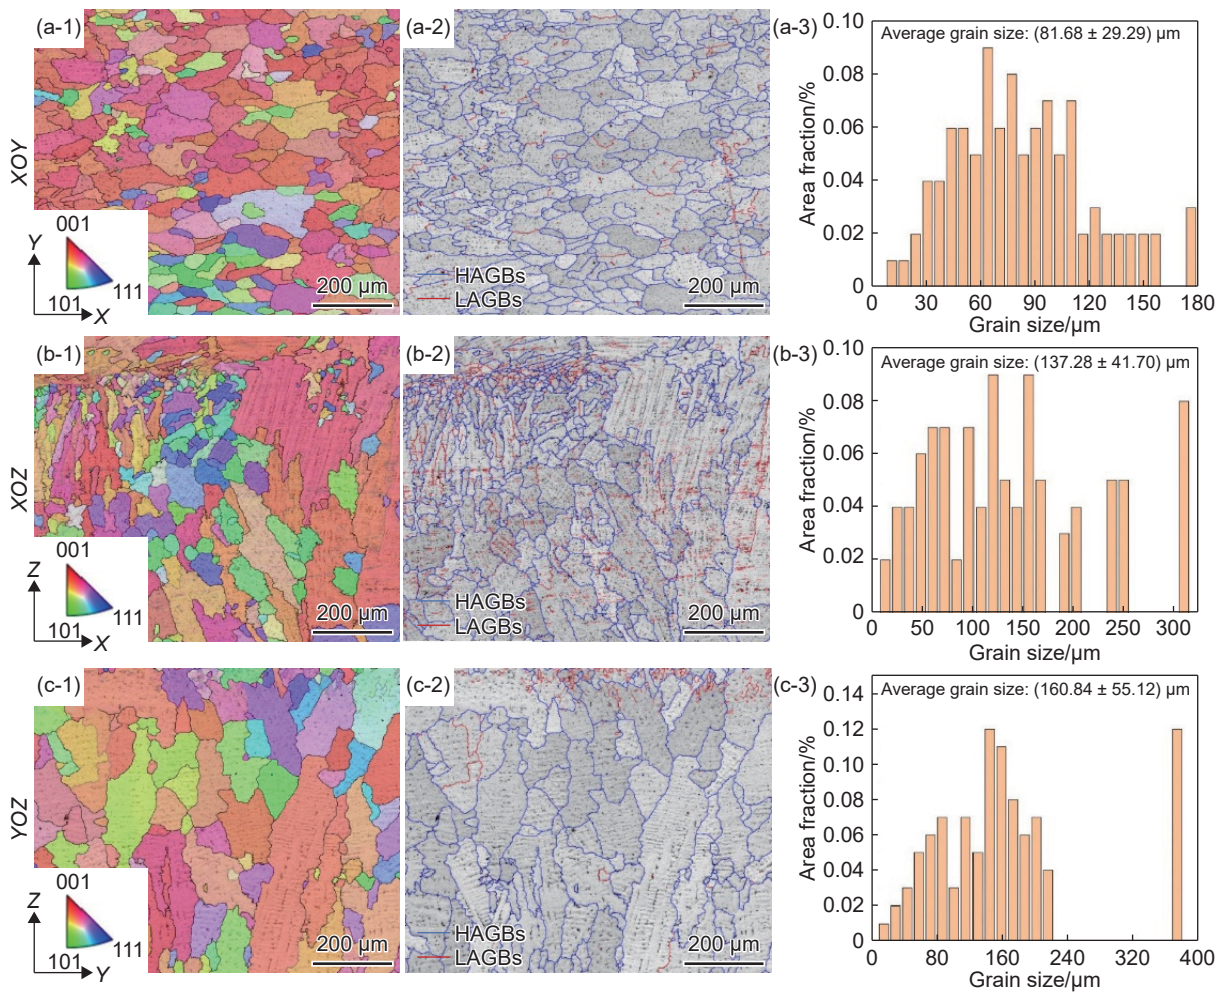 (a-1)
(a-2)
(a-3)
XOY
001
101
111
Y
X
200 μm
HAGBs
LAGBs
200 μm
Average grain size: (81.68 ± 29.29) μm
Area fraction/%
0.10
0.08
0.06
0.04
0.02
0
0 30 60 90 120 150 180
Grain size/μm
(b-1)
(b-2)
(b-3)
XOZ
001
101
111
Z
X
200 μm
HAGBs
LAGBs
200 μm
Average grain size: (137.28 ± 41.70) μm
Area fraction/%
0.10
0.08
0.06
0.04
0.02
0
0 50 100 150 200 250 300
Grain size/μm
(c-1)
(c-2)
(c-3)
YOZ
001
101
111
Z
Y
200 μm
HAGBs
LAGBs
200 μm
Average grain size: (160.84 ± 55.12) μm
Area fraction/%
0.14
0.12
0.10
0.08
0.06
0.04
0.02
0
0 80 160 240 320 400
Grain size/μm